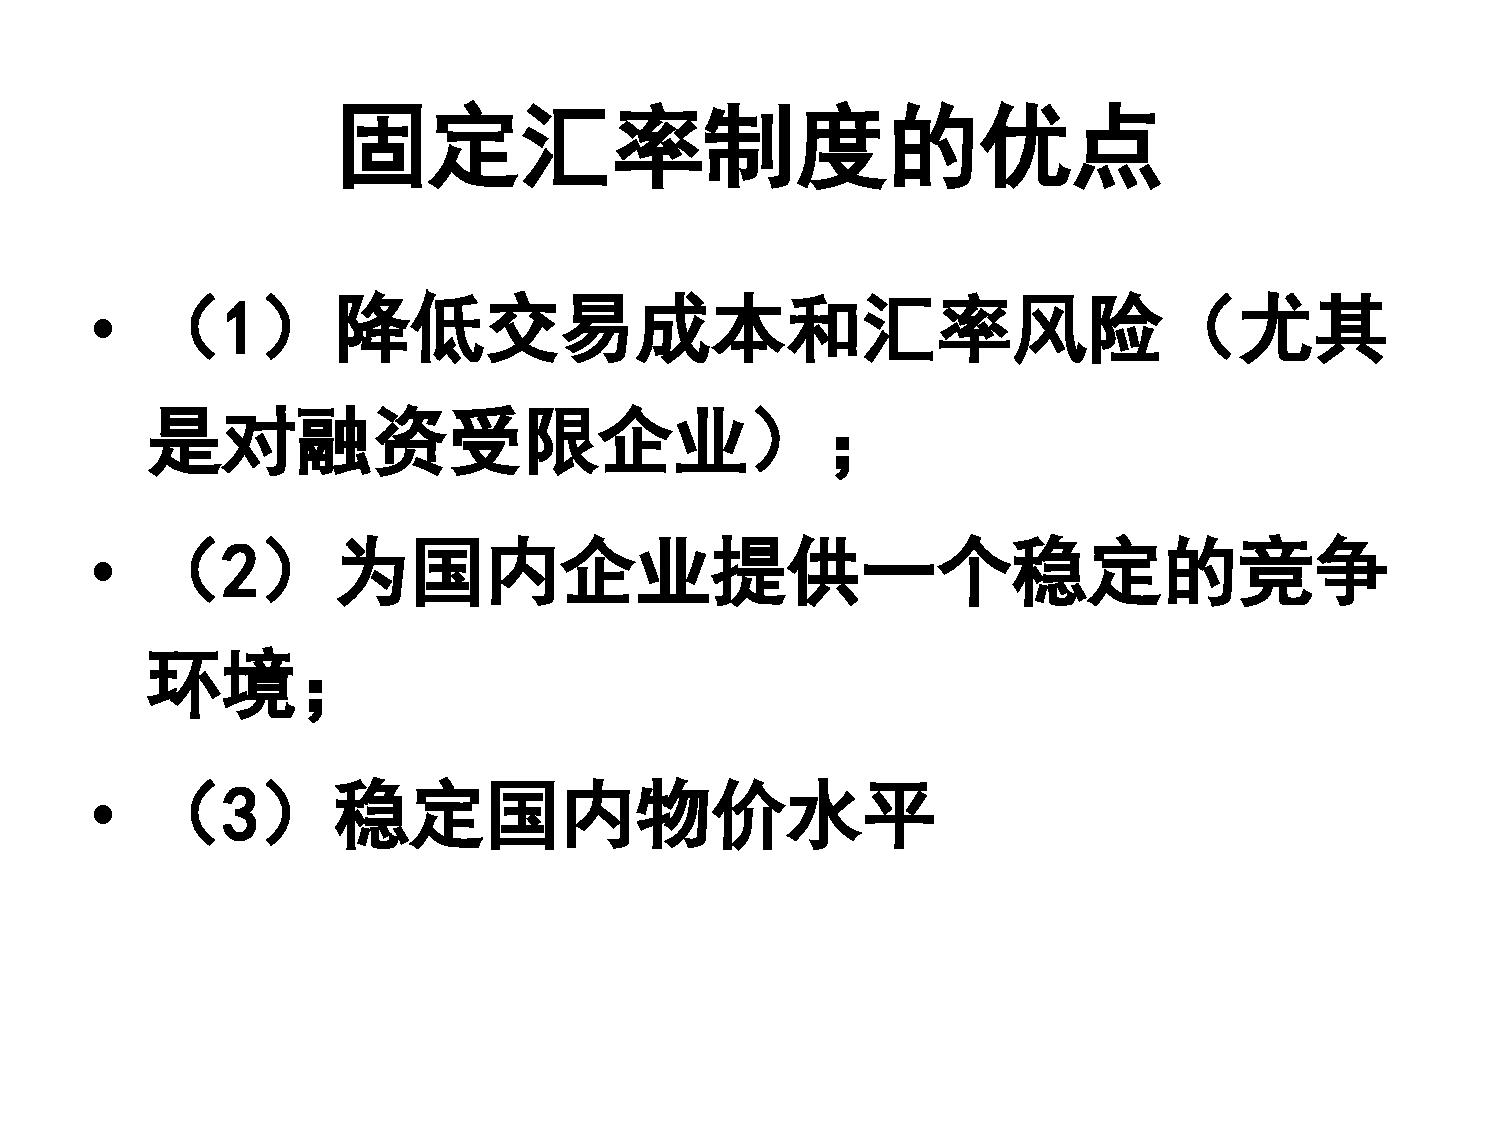 固定汇率制度的优点
• （1）降低交易成本和汇率风险（尤其
是对融资受限企业）；
• （2）为国内企业提供一个稳定的竞争
环境；
• （3）稳定国内物价水平